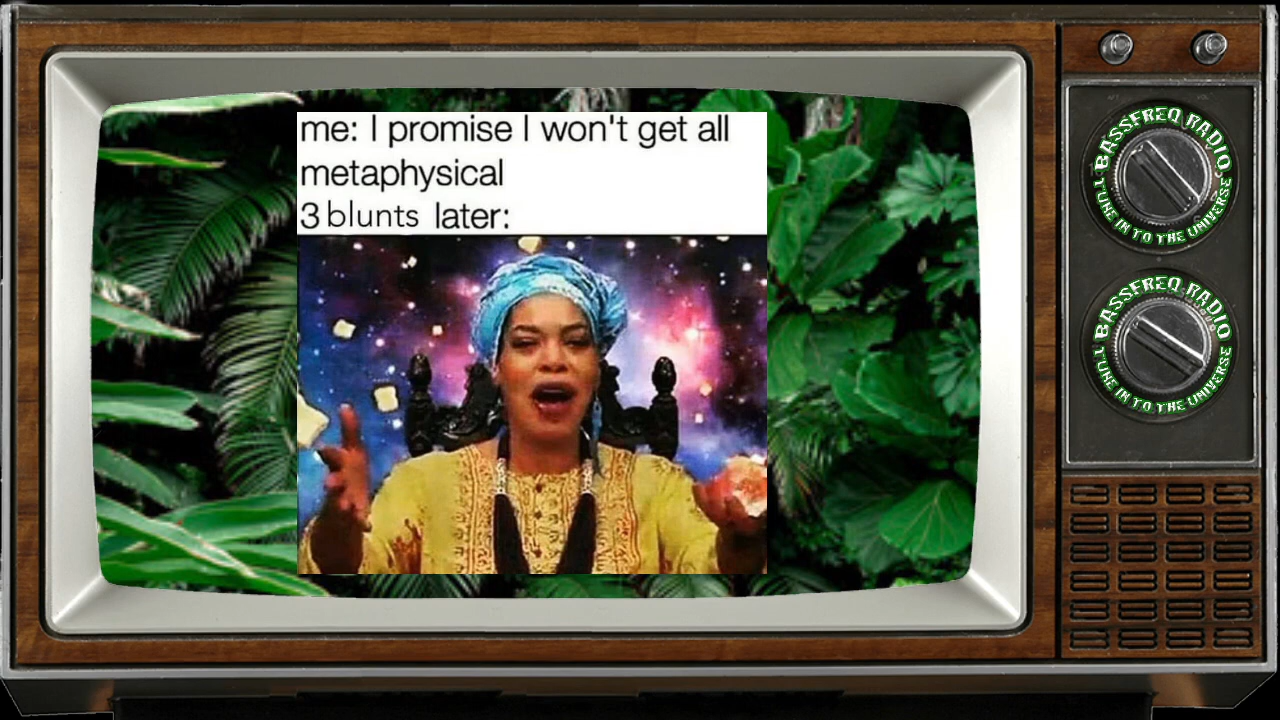 me: I promise I won't get all
metaphysical
3 blunts later:
BASSFREQ RADIO
TUNE IN TO THE UNIVERSE
BASSFREQ RADIO
TUNE IN TO THE UNIVERSE